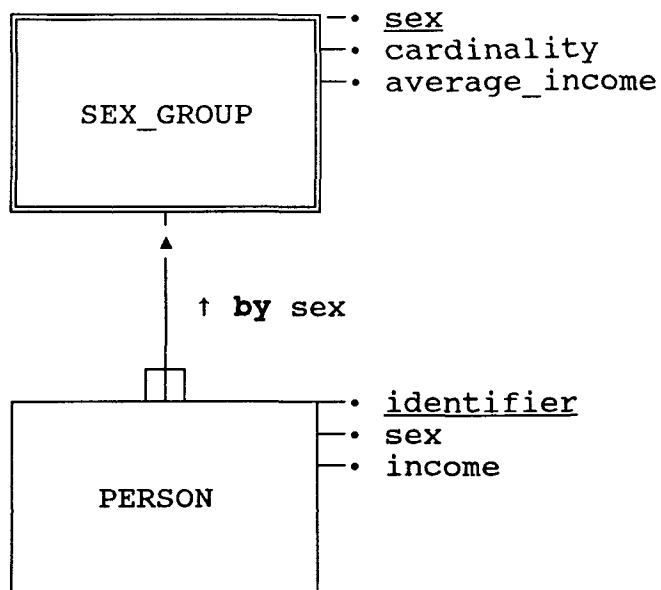 • sex
• cardinality
• average_income
SEX_GROUP
↑ by sex
• identifier
• sex
• income
PERSON